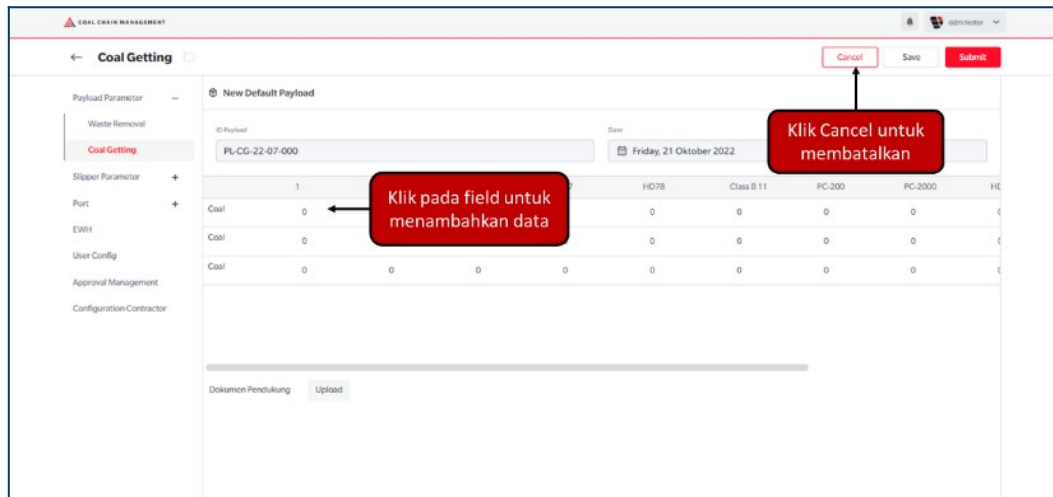 COAL CHAIN MANAGEMENT
ddm tester
← Coal Getting
Cancel
Save
Submit
Payload Parameter −
Waste Removal
Coal Getting
Slipper Parameter +
Port +
EWH
User Config
Approval Management
Configuration Contractor
New Default Payload
ID Payload
PL-CG-22-07-000
Date
Friday, 21 Oktober 2022
Klik Cancel untuk
membatalkan
1 HD78 Class B 11 PC-200 PC-2000
Klik pada field untuk
menambahkan data
Coal 0 0 0 0 0
Coal 0 0 0 0 0
Coal 0 0 0 0 0 0 0 0
Dokumen Pendukung Upload